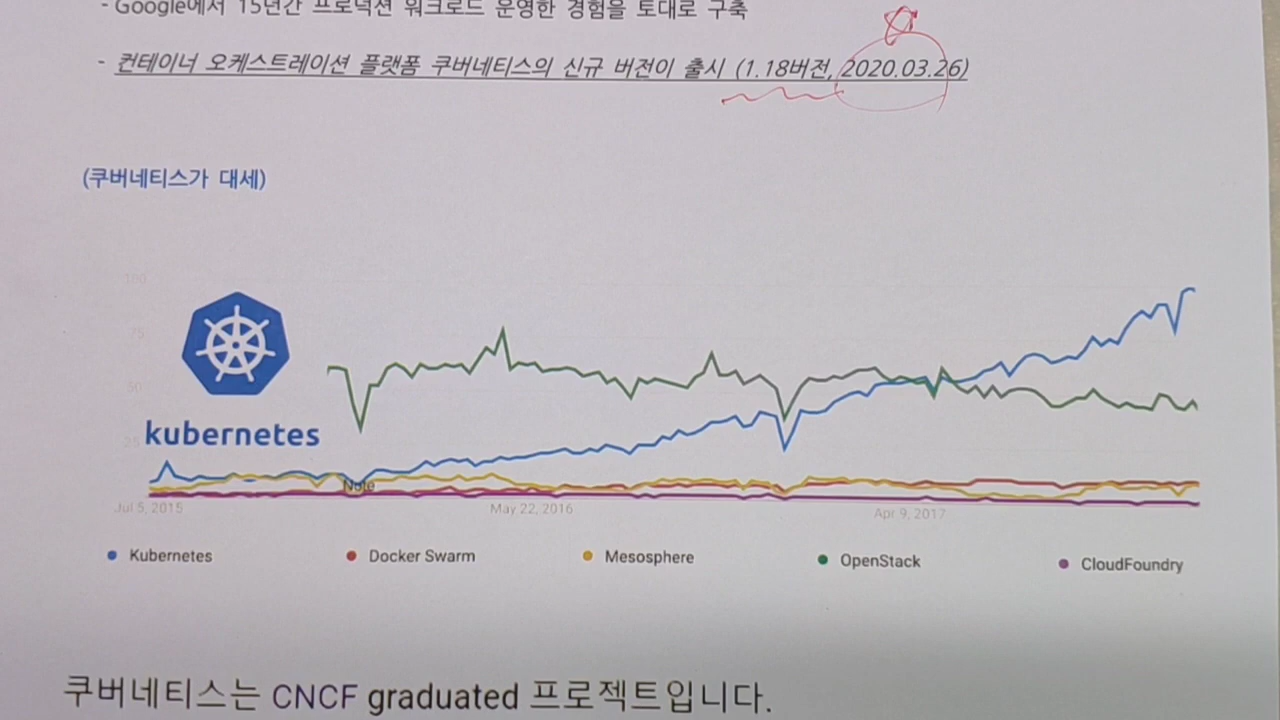 - Google에서 15년간 프로덕션 워크로드 운영한 경험을 토대로 구축
- 컨테이너 오케스트레이션 플랫폼 쿠버네티스의 신규 버전이 출시 (1.18버전, 2020.03.26)
(쿠버네티스가 대세)
100
75
50
25
kubernetes
Note
Jul 5, 2015 May 22, 2016 Apr 9, 2017
Kubernetes Docker Swarm Mesosphere OpenStack CloudFoundry
쿠버네티스는 CNCF graduated 프로젝트입니다.